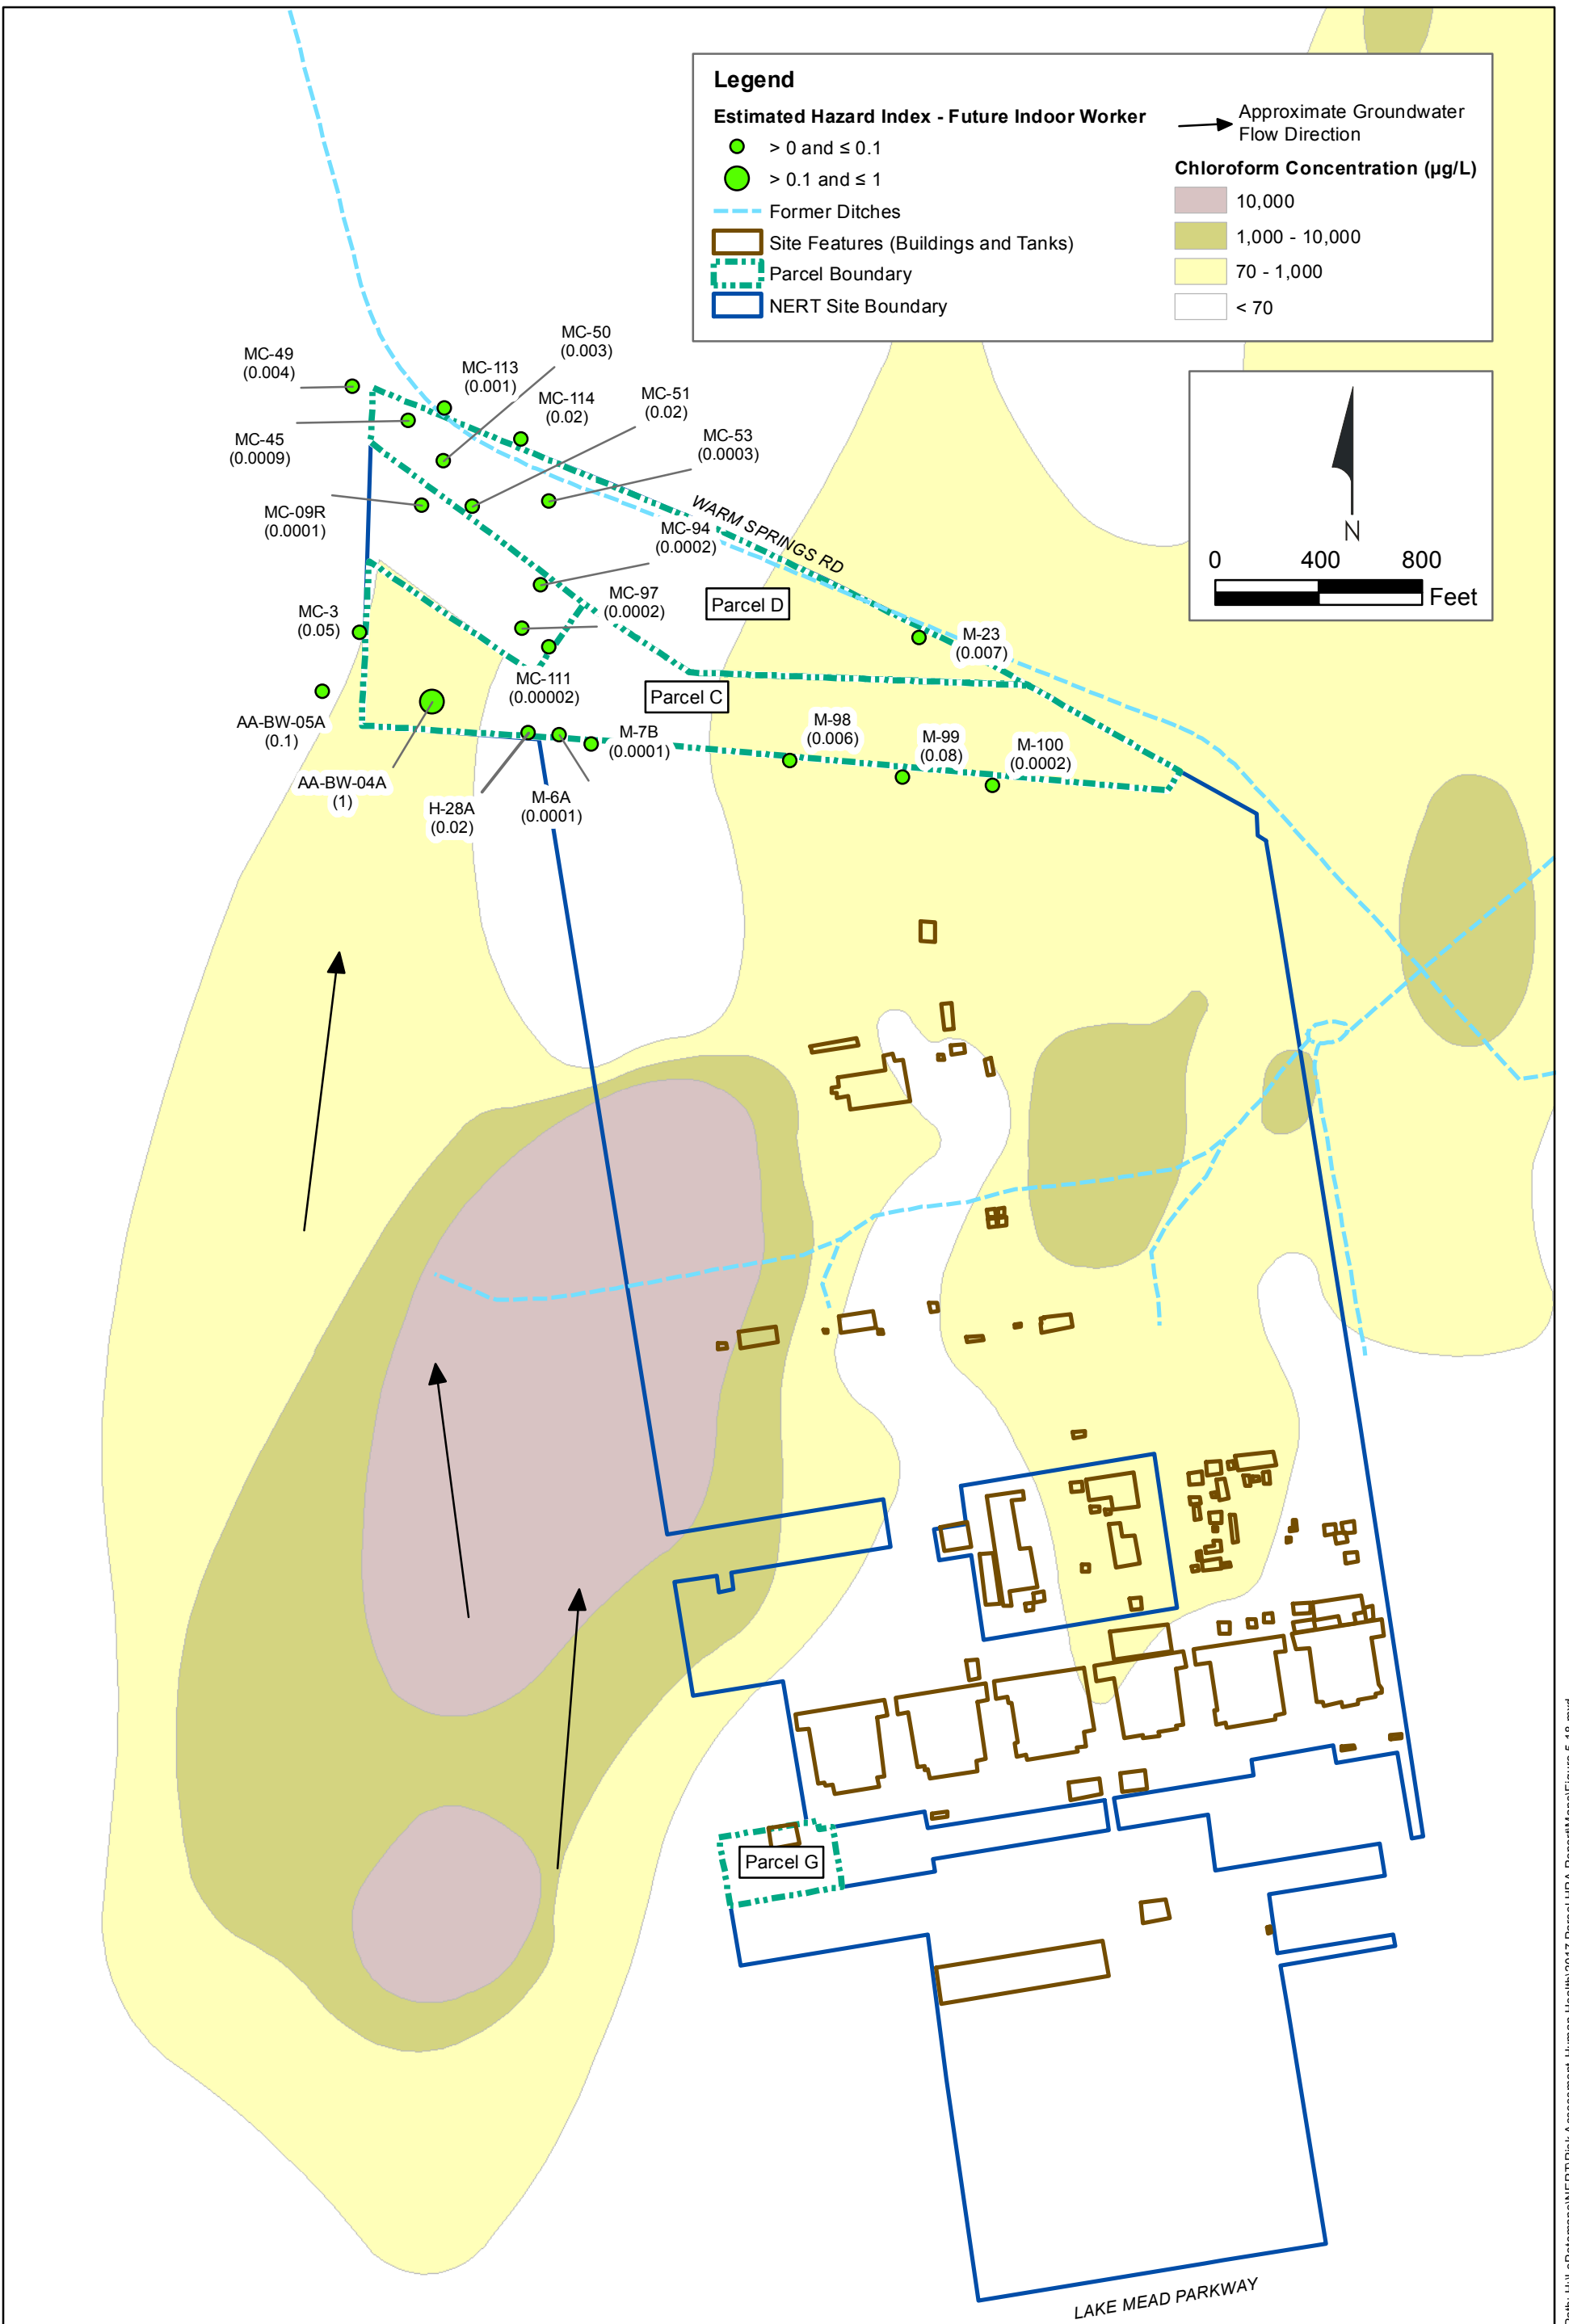 Legend
Estimated Hazard Index - Future Indoor Worker
> 0 and ≤ 0.1
> 0.1 and ≤ 1
Former Ditches
Site Features (Buildings and Tanks)
Parcel Boundary
NERT Site Boundary
Approximate Groundwater
Flow Direction
Chloroform Concentration (µg/L)
10,000
1,000 - 10,000
70 - 1,000
< 70
N
0 400 800
Feet
MC-50
(0.003)
MC-49
(0.004)
MC-113
(0.001)
MC-114
(0.02)
MC-51
(0.02)
MC-45
(0.0009)
MC-53
(0.0003)
MC-09R
(0.0001)
WARM SPRINGS RD
MC-94
(0.0002)
MC-97
(0.0002)
Parcel D
MC-3
(0.05)
M-23
(0.007)
MC-111
(0.00002)
Parcel C
AA-BW-05A
(0.1)
M-7B
(0.0001)
M-98
(0.006)
M-99
(0.08)
M-100
(0.0002)
AA-BW-04A
(1)
H-28A
(0.02)
M-6A
(0.0001)
Parcel G
LAKE MEAD PARKWAY